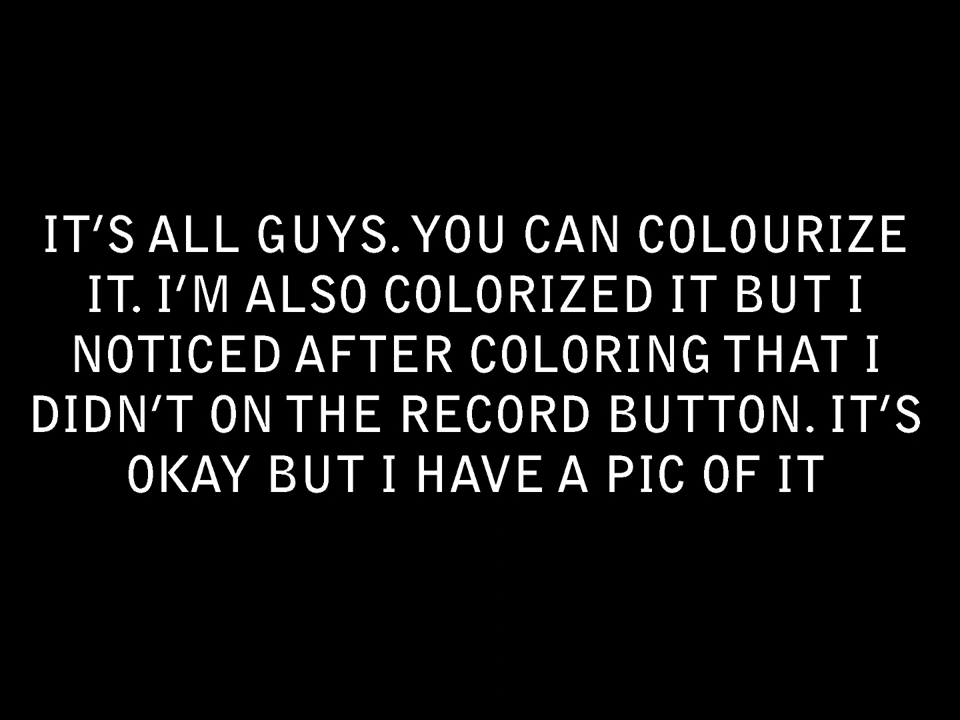 IT'S ALL GUYS. YOU CAN COLOURIZE
IT. I'M ALSO COLORIZED IT BUT I
NOTICED AFTER COLORING THAT I
DIDN'T ON THE RECORD BUTTON. IT'S
OKAY BUT I HAVE A PIC OF IT